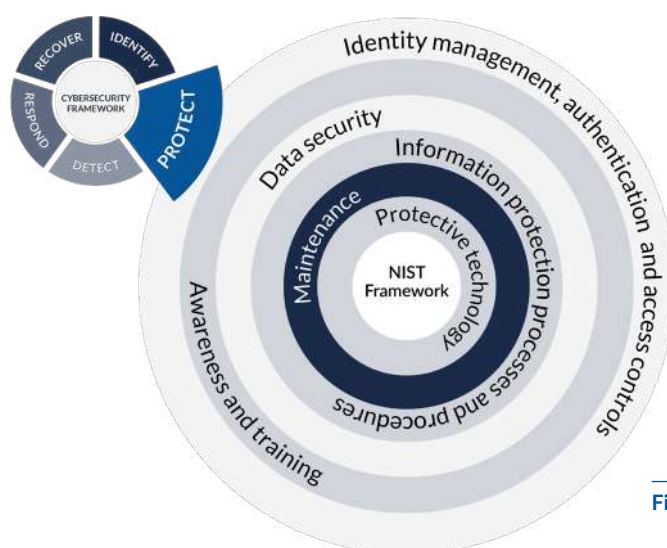 RECOVER
IDENTIFY
PROTECT
DETECT
RESPOND
CYBERSECURITY
FRAMEWORK
Identity management, authentication and access controls
Awareness and training
Data security
Information protection processes and procedures
Maintenance
Protective technology
NIST
Framework
Fi